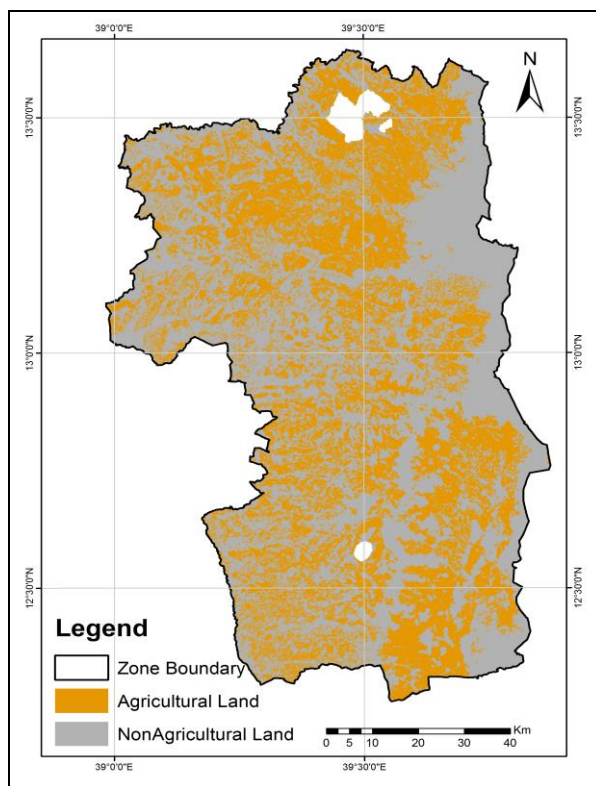 39°0'0"E 39°30'0"E
N
13°30'0"N 13°30'0"N
13°0'0"N 13°0'0"N
12°30'0"N 12°30'0"N
Legend
Zone Boundary
Agricultural Land
NonAgricultural Land
Km
0 5 10 20 30 40
39°0'0"E 39°30'0"E